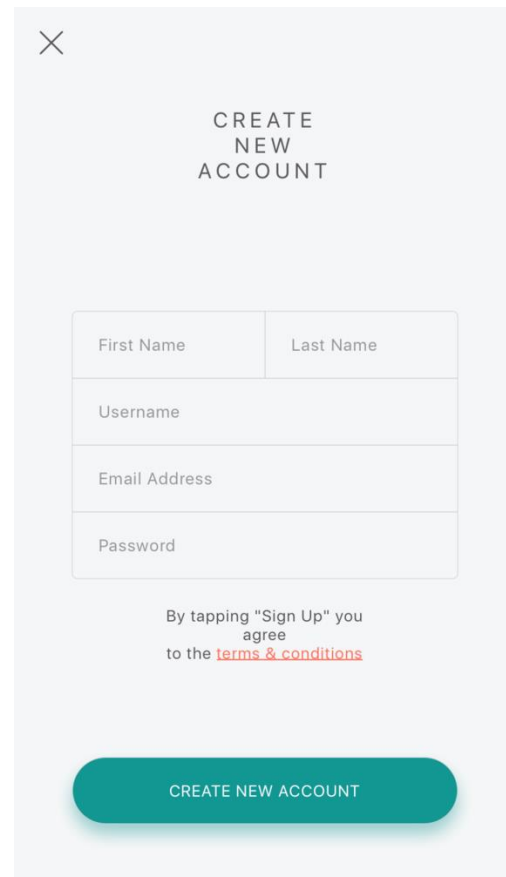 CREATE
NEW
ACCOUNT
First Name Last Name
Username
Email Address
Password
By tapping "Sign Up" you
agree
to the terms & conditions
CREATE NEW ACCOUNT